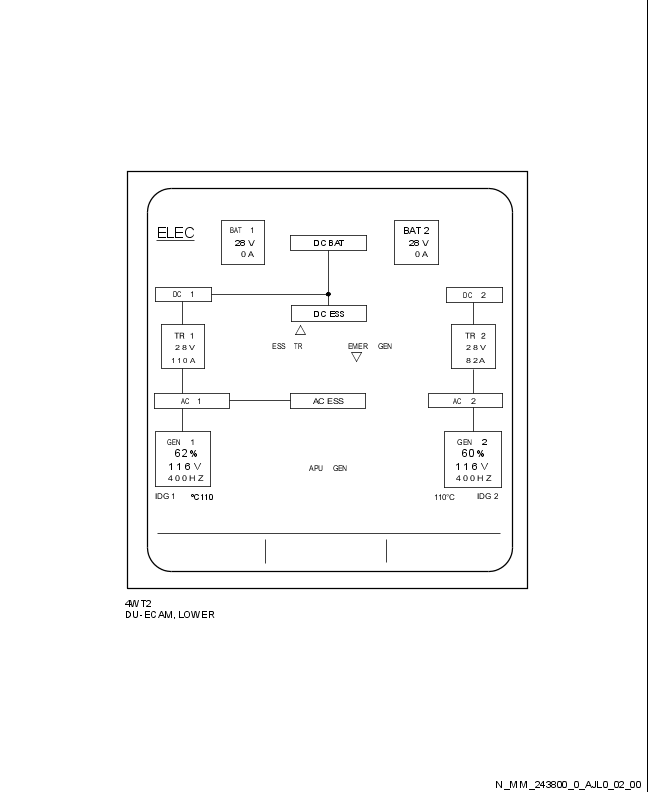 BAT 1
28 V
0 A
BAT 2
28 V
0 A
ELEC
DC BAT
DC 1
DC 2
DC ESS
TR 1
28 V
110 A
TR 2
28 V
82 A
ESS TR
EMER GEN
AC 1
AC ESS
AC 2
GEN 1
62 %
116 V
400 HZ
APU GEN
GEN 2
60 %
116 V
400 HZ
IDG 1 °C 110
110°C IDG 2
4WT2
DU-ECAM, LOWER
N_MM_243800_0_AJL0_02_00